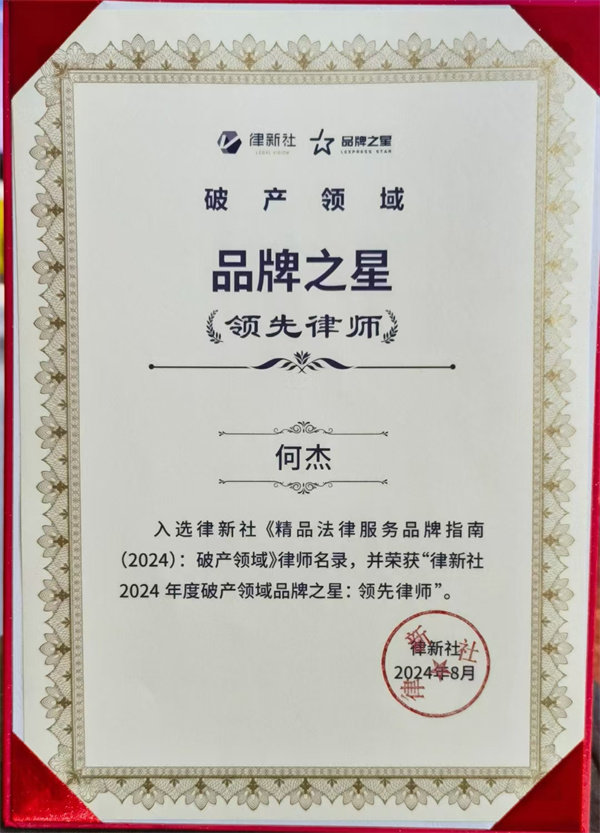 律新社 品牌之星
LEGAL VISION LEXPRESS STAR
破产领域
品牌之星
领先律师
何杰
入选律新社《精品法律服务品牌指南
（2024）：破产领域》律师名录，并荣获“律新社
2024 年度破产领域品牌之星：领先律师”。
律新社
2024年8月
律新社